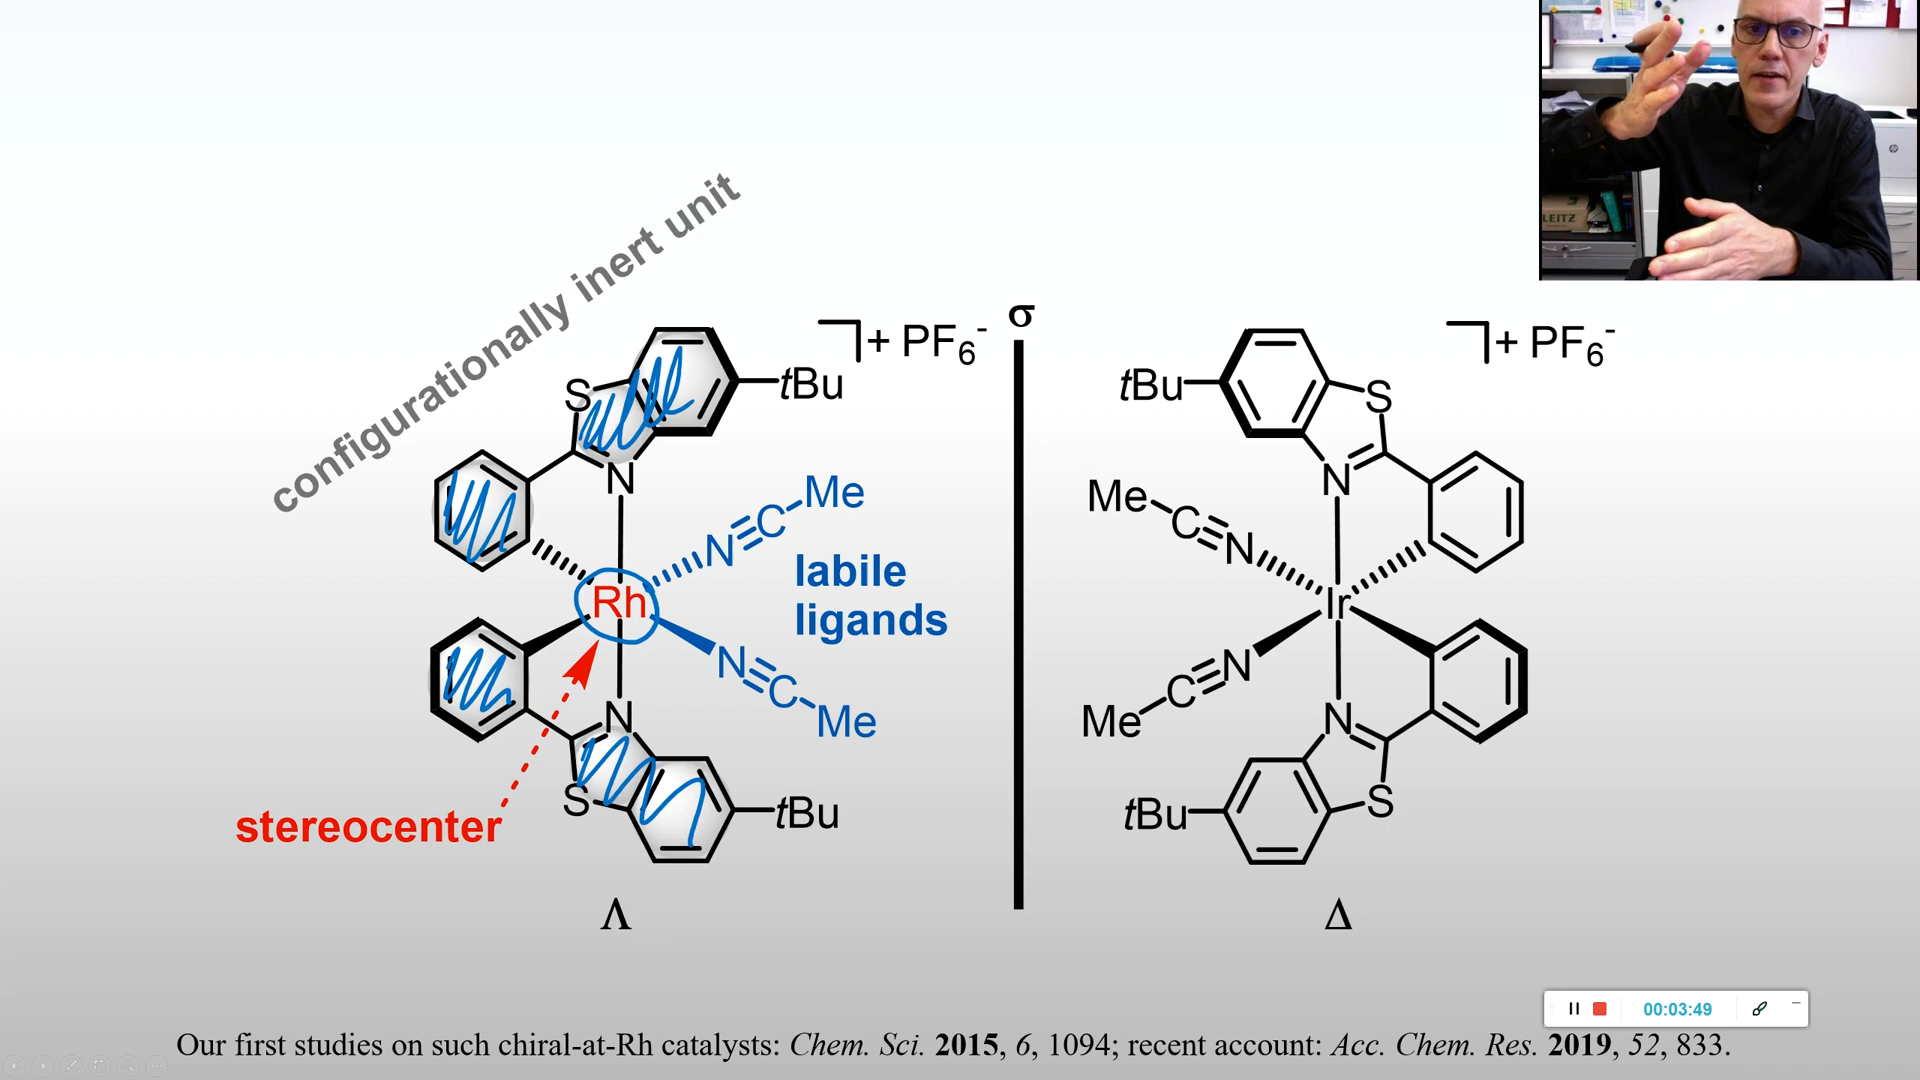 configurationally inert unit
σ
+ PF6-
+ PF6-
S
tBu
N
Me
C
N
labile
ligands
Rh
N
C
Me
N
S
tBu
stereocenter
Λ
tBu
S
N
Me
C
N
Ir
N
C
Me
N
tBu
S
Δ
LEITZ
hp
00:03:49
Our first studies on such chiral-at-Rh catalysts: Chem. Sci. 2015, 6, 1094; recent account: Acc. Chem. Res. 2019, 52, 833.